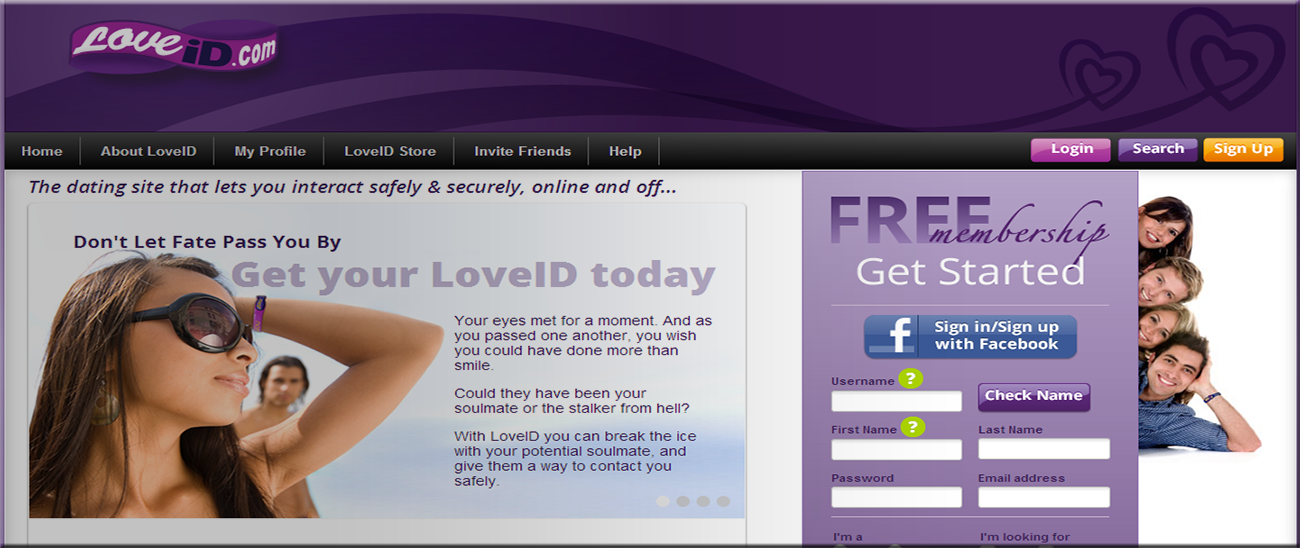 LOVE iD.com
Home
About LoveID
My Profile
LoveID Store
Invite Friends
Help
Login
Search
Sign Up
The dating site that lets you interact safely & securely, online and off...
Don't Let Fate Pass You By
Get your LoveID today
Your eyes met for a moment. And as
you passed one another, you wish
you could have done more than
smile.
Could they have been your
soulmate or the stalker from hell?
With LoveID you can break the ice
with your potential soulmate, and
give them a way to contact you
safely.
FREE
membership
Get Started
f
Sign in/Sign up
with Facebook
Username ?
Check Name
First Name ?
Last Name
Password
Email address
I'm a
I'm looking for